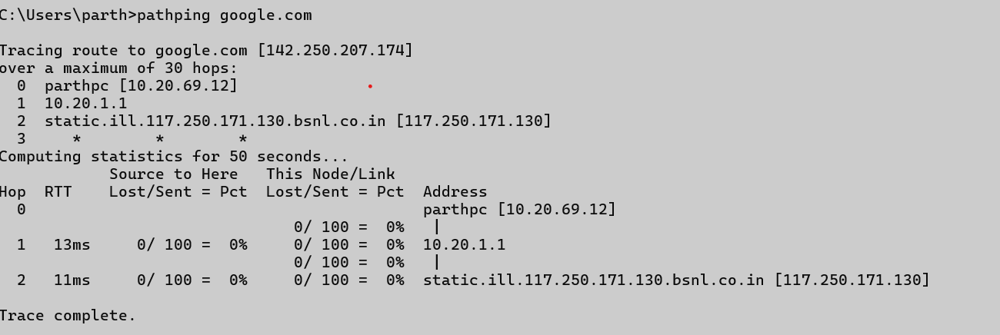 C:\Users\parth>pathping google.com
Tracing route to google.com [142.250.207.174]
over a maximum of 30 hops:
  0  parthpc [10.20.69.12]
  1  10.20.1.1
  2  static.ill.117.250.171.130.bsnl.co.in [117.250.171.130]
  3     *        *        *
Computing statistics for 50 seconds...
            Source to Here   This Node/Link
Hop  RTT    Lost/Sent = Pct  Lost/Sent = Pct  Address
  0                                           parthpc [10.20.69.12]
                                0/ 100 =  0%   |
  1   13ms     0/ 100 =  0%     0/ 100 =  0%  10.20.1.1
                                0/ 100 =  0%   |
  2   11ms     0/ 100 =  0%     0/ 100 =  0%  static.ill.117.250.171.130.bsnl.co.in [117.250.171.130]
Trace complete.